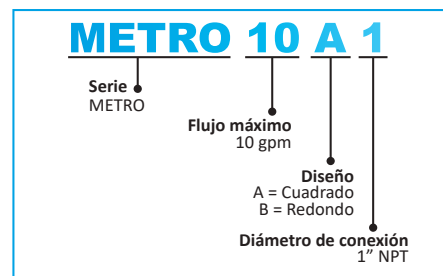 METRO 10 A 1
Serie
METRO
Flujo máximo
10 gpm
Diseño
A = Cuadrado
B = Redondo
Diámetro de conexión
1” NPT